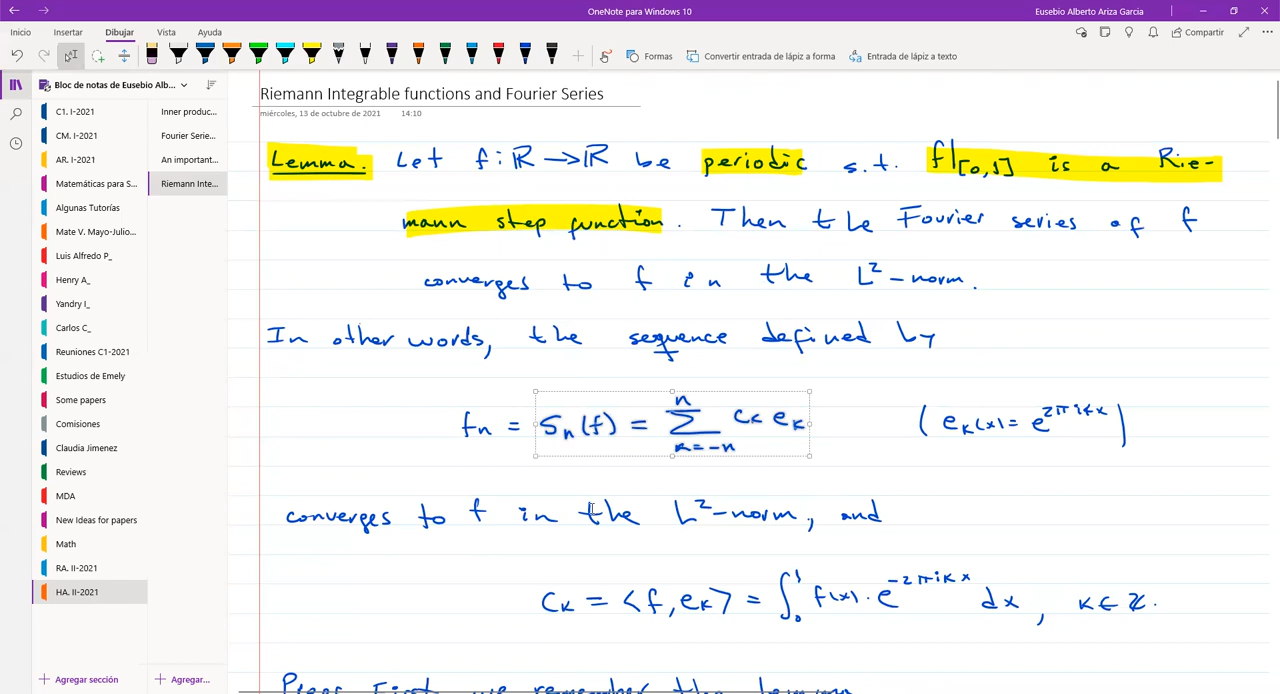 OneNote para Windows 10
Eusebio Alberto Ariza Garcia
Inicio Insertar Dibujar Vista Ayuda
Compartir
Formas
Convertir entrada de lápiz a forma
Entrada de lápiz a texto
Bloc de notas de Eusebio Alb...
C1. I-2021
CM. I-2021
AR. I-2021
Matemáticas para S...
Algunas Tutorías
Mate V. Mayo-Julio...
Luis Alfredo P_
Henry A_
Yandry I_
Carlos C_
Reuniones C1-2021
Estudios de Emely
Some papers
Comisiones
Claudia Jimenez
Reviews
MDA
New Ideas for papers
Math
RA. II-2021
HA. II-2021
Agregar sección
Inner produc...
Fourier Serie...
An important...
Riemann Inte...
Agregar...
Riemann Integrable functions and Fourier Series
miércoles, 13 de octubre de 2021 14:10
Lemma. Let f: ℝ → ℝ be periodic s.t. f|[0,1] is a Rie-
mann step function. Then the Fourier series of f
converges to f in the L²-norm.
In other words, the sequence defined by
fn = Sn(f) = Σ_{k=-n}^{n} ck ek (ek(x) = e^{2πikx})
converges to f in the L²-norm, and
ck = <f, ek> = ∫₀¹ f(x) · e^{-2πikx} dx, k ∈ ℤ.
First we remember the lemma